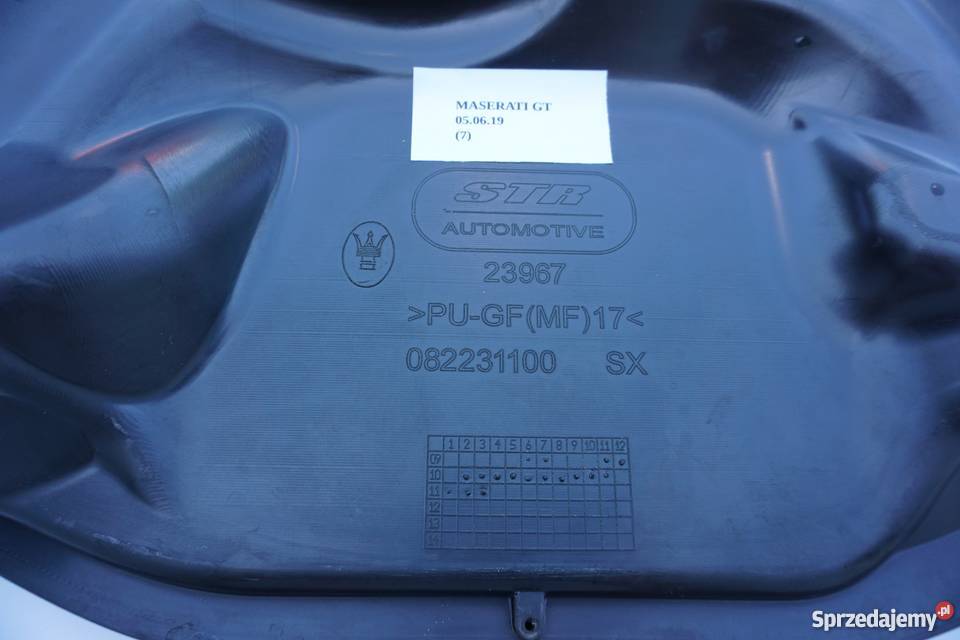 MASERATI GT
05.06.19
(7)
STR
AUTOMOTIVE
23967
>PU-GF(MF)17<
082231100 SX
1 2 3 4 5 6 7 8 9 10 11 12
09
10
11
12
13
14
Sprzedajemy.pl